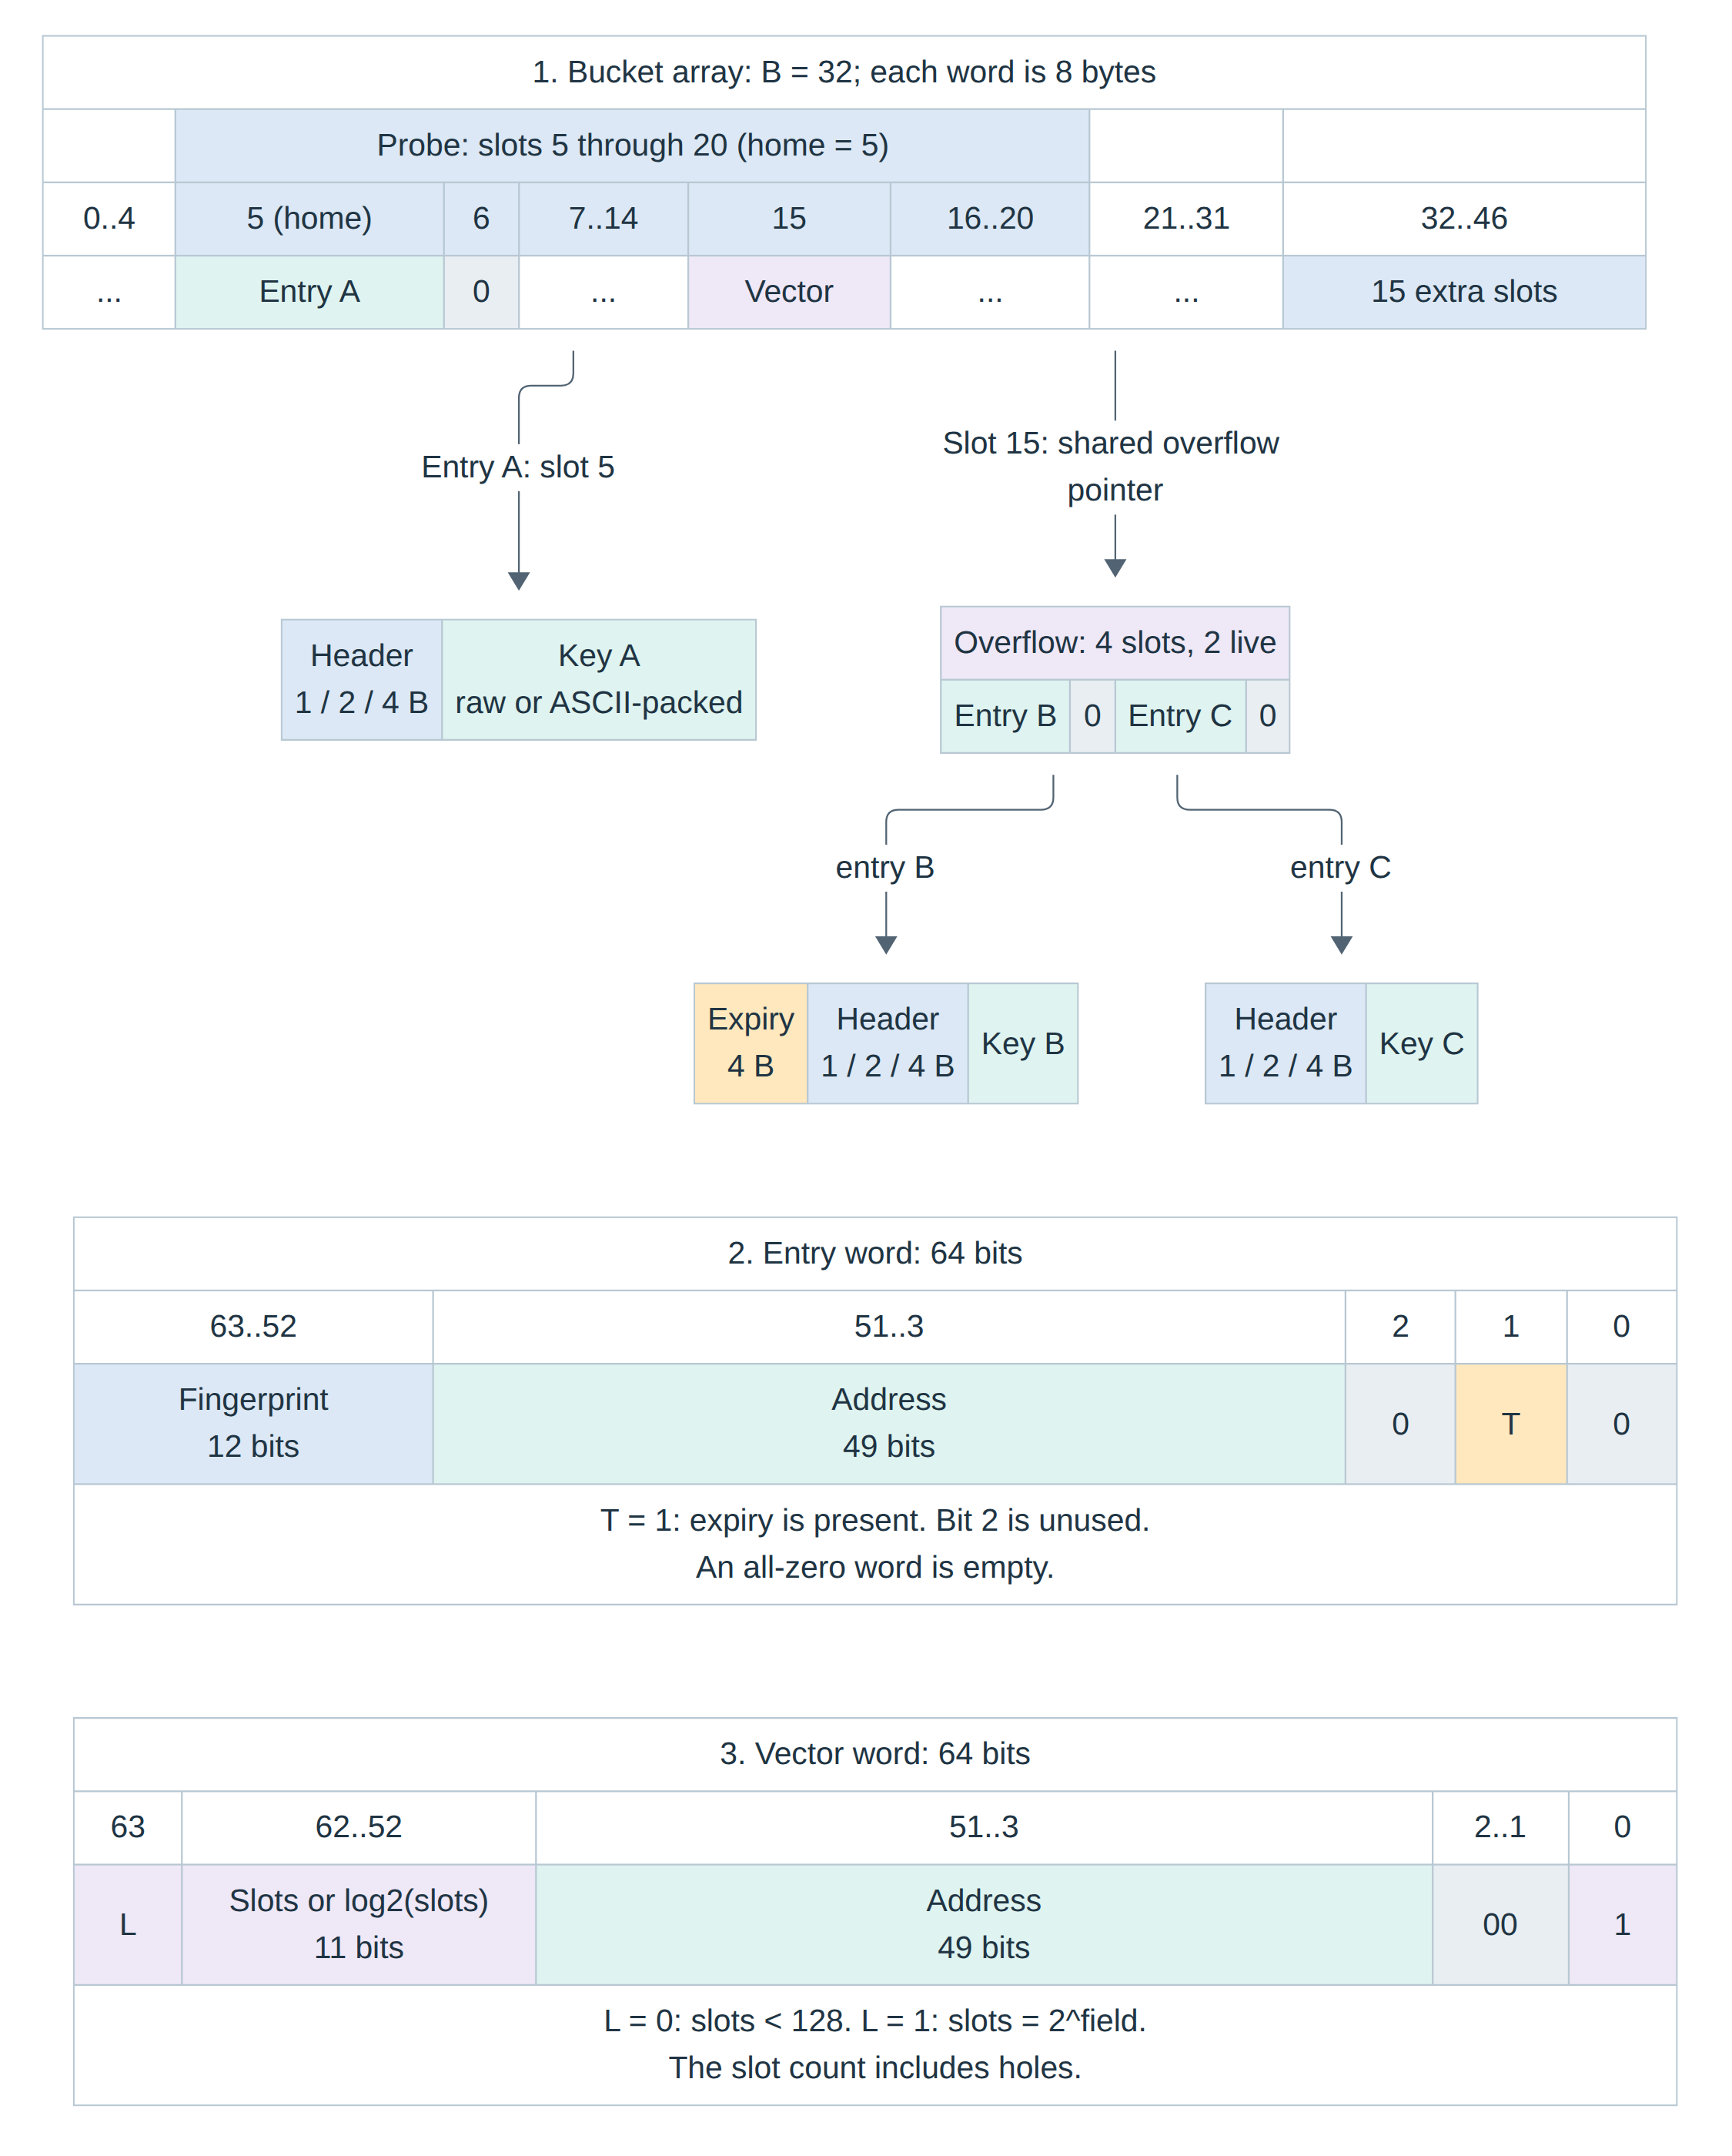 1. Bucket array: B = 32; each word is 8 bytes
Probe: slots 5 through 20 (home = 5)
0..4 5 (home) 6 7..14 15 16..20 21..31 32..46
... Entry A 0 ... Vector ... ... 15 extra slots
Entry A: slot 5
Slot 15: shared overflow
pointer
Header
1 / 2 / 4 B
Key A
raw or ASCII-packed
Overflow: 4 slots, 2 live
Entry B 0 Entry C 0
entry B
entry C
Expiry
4 B
Header
1 / 2 / 4 B
Key B
Header
1 / 2 / 4 B
Key C
2. Entry word: 64 bits
63..52 51..3 2 1 0
Fingerprint
12 bits
Address
49 bits
0
T
0
T = 1: expiry is present. Bit 2 is unused.
An all-zero word is empty.
3. Vector word: 64 bits
63 62..52 51..3 2..1 0
L
Slots or log2(slots)
11 bits
Address
49 bits
00
1
L = 0: slots < 128. L = 1: slots = 2^field.
The slot count includes holes.